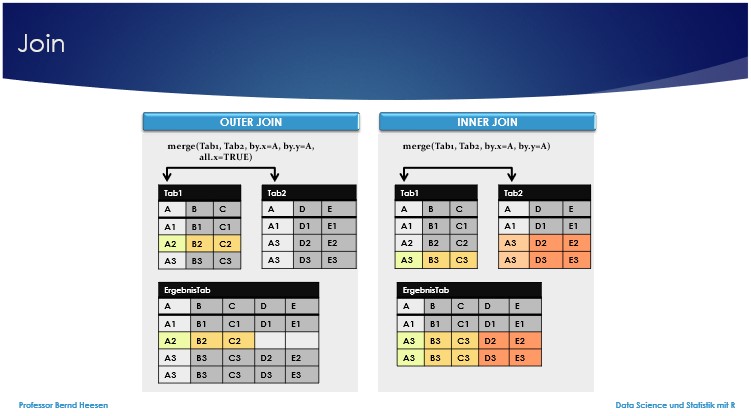 Join
OUTER JOIN
merge(Tab1, Tab2, by.x=A, by.y=A,
all.x=TRUE)
Tab1
A B C
A1 B1 C1
A2 B2 C2
A3 B3 C3
Tab2
A D E
A1 D1 E1
A3 D2 E2
A3 D3 E3
ErgebnisTab
A B C D E
A1 B1 C1 D1 E1
A2 B2 C2
A3 B3 C3 D2 E2
A3 B3 C3 D3 E3
INNER JOIN
merge(Tab1, Tab2, by.x=A, by.y=A)
Tab1
A B C
A1 B1 C1
A2 B2 C2
A3 B3 C3
Tab2
A D E
A1 D1 E1
A3 D2 E2
A3 D3 E3
ErgebnisTab
A B C D E
A1 B1 C1 D1 E1
A3 B3 C3 D2 E2
A3 B3 C3 D3 E3
Professor Bernd Heesen
Data Science und Statistik mit R